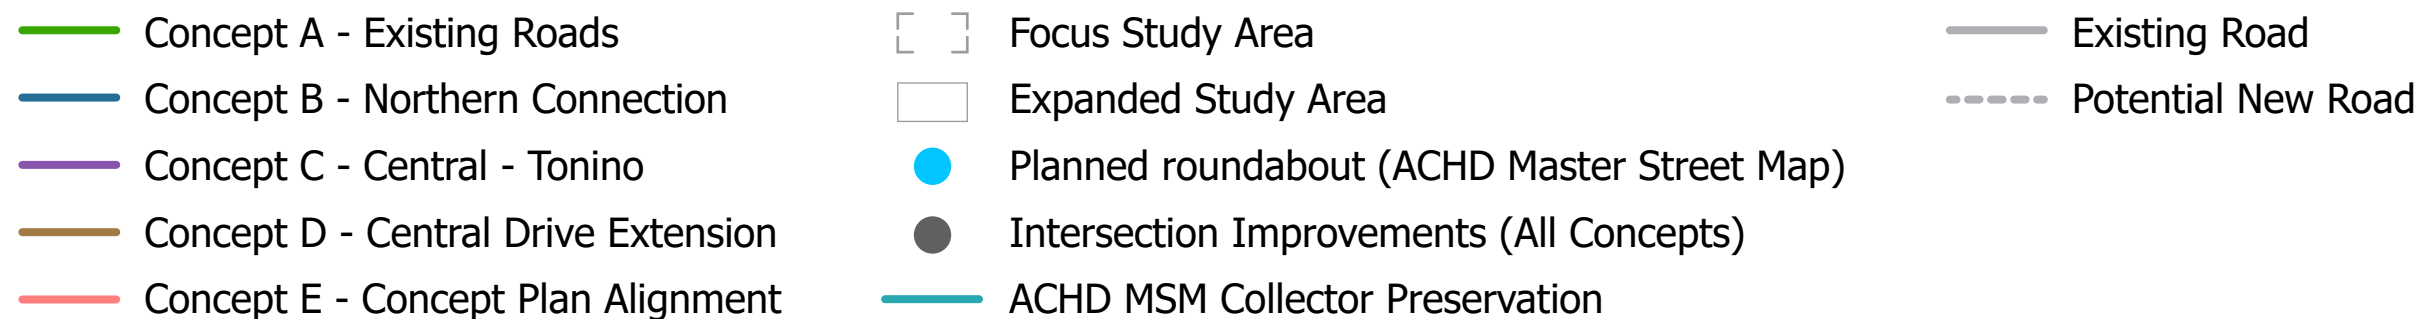 Concept A - Existing Roads
Concept B - Northern Connection
Concept C - Central - Tonino
Concept D - Central Drive Extension
Concept E - Concept Plan Alignment
Focus Study Area
Expanded Study Area
Planned roundabout (ACHD Master Street Map)
Intersection Improvements (All Concepts)
ACHD MSM Collector Preservation
Existing Road
Potential New Road